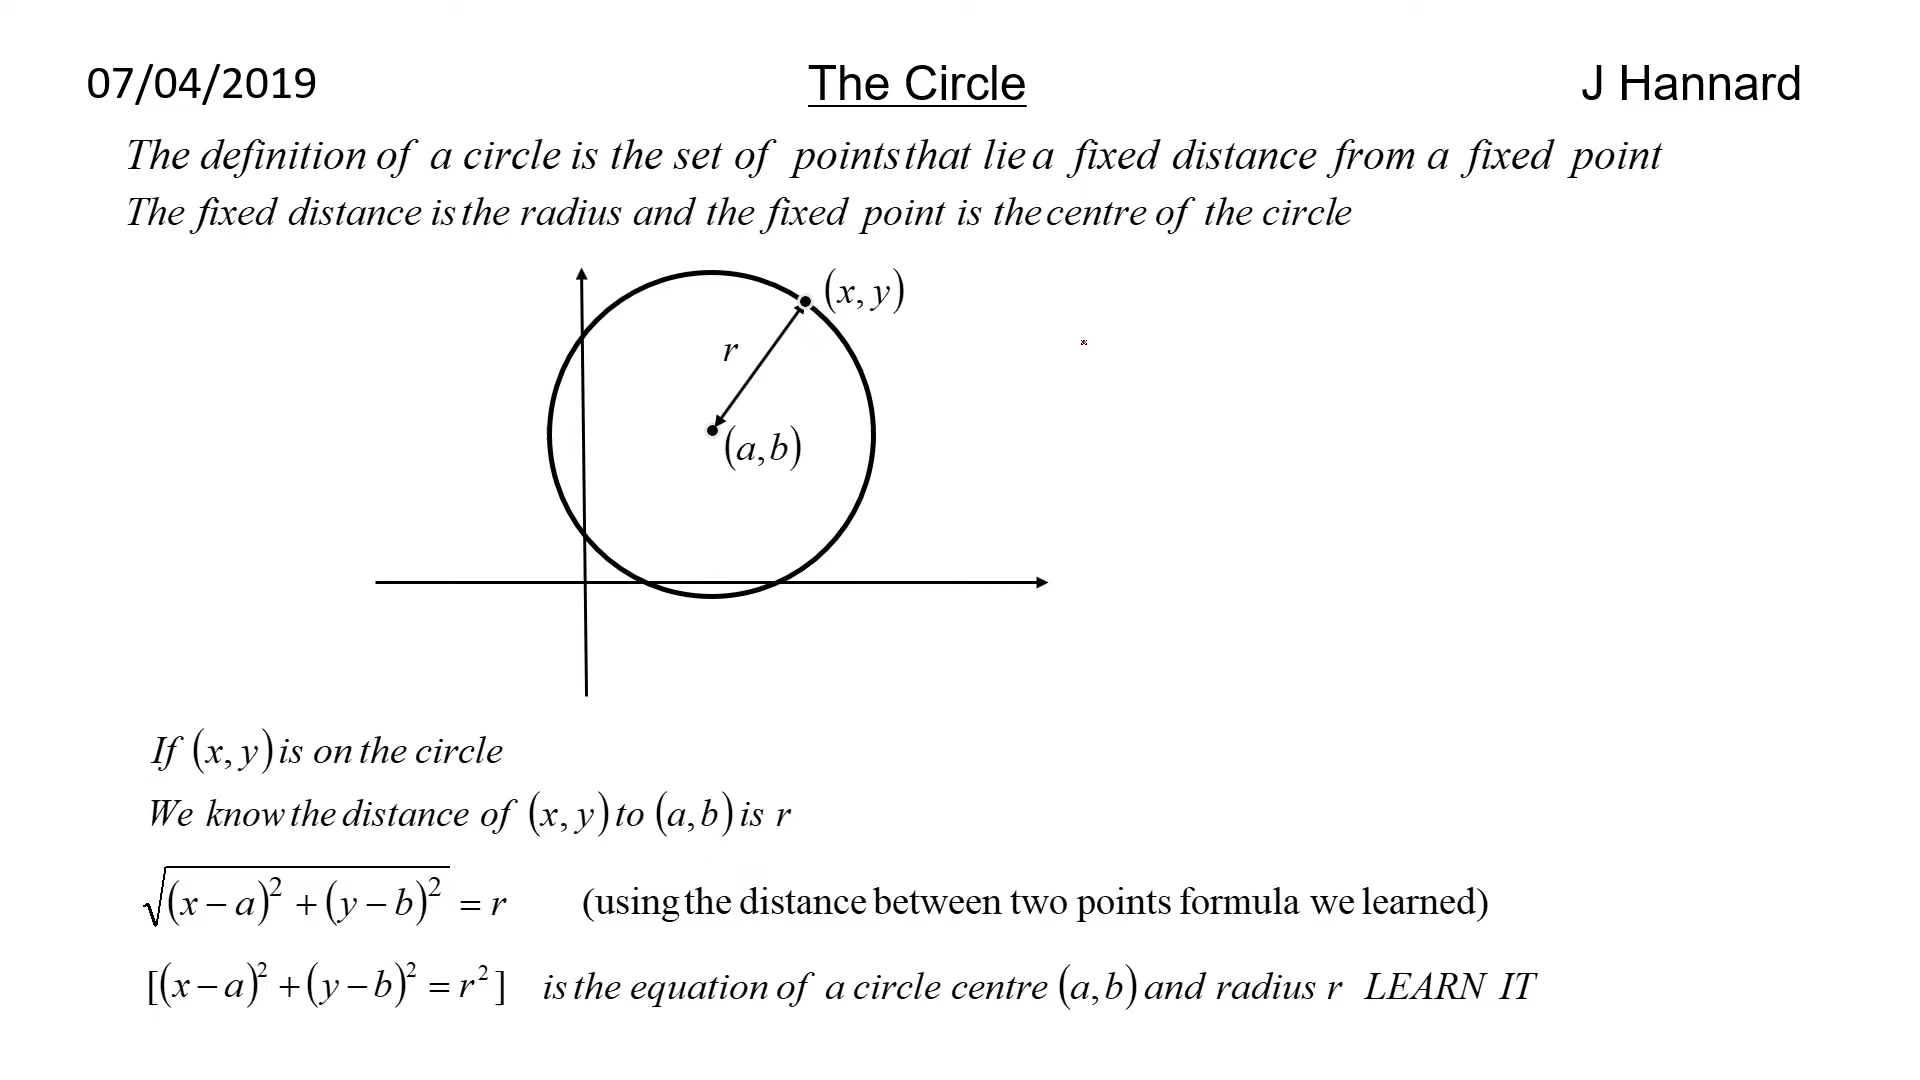 07/04/2019 The Circle J Hannard
The definition of a circle is the set of points that lie a fixed distance from a fixed point
The fixed distance is the radius and the fixed point is the centre of the circle
(x, y)
r
(a,b)
If (x, y) is on the circle
We know the distance of (x, y) to (a,b) is r
√((x − a)² + (y − b)²) = r (using the distance between two points formula we learned)
[(x − a)² + (y − b)² = r²] is the equation of a circle centre (a,b) and radius r LEARN IT